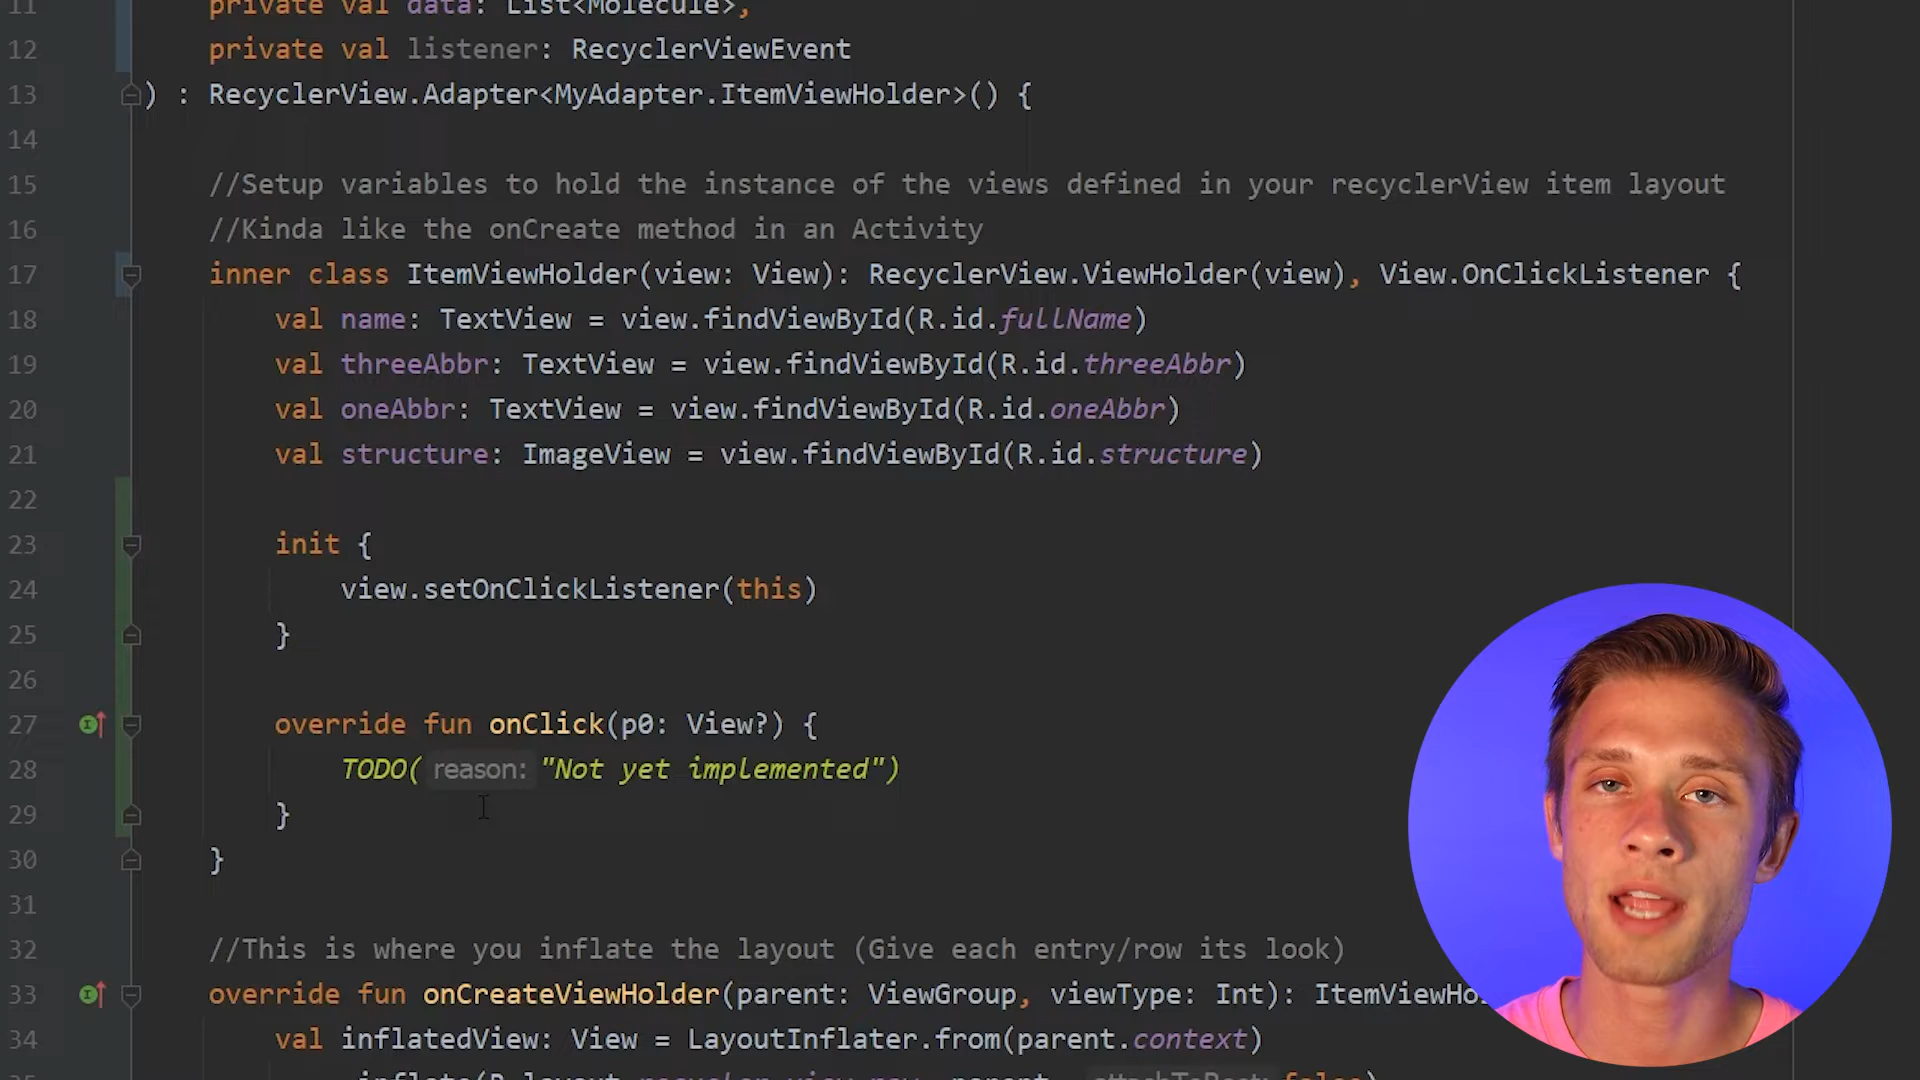 11 private val data: List<Molecule>,
12 private val listener: RecyclerViewEvent
13 ) : RecyclerView.Adapter<MyAdapter.ItemViewHolder>() {
14
15 //Setup variables to hold the instance of the views defined in your recyclerView item layout
16 //Kinda like the onCreate method in an Activity
17 inner class ItemViewHolder(view: View): RecyclerView.ViewHolder(view), View.OnClickListener {
18 val name: TextView = view.findViewById(R.id.fullName)
19 val threeAbbr: TextView = view.findViewById(R.id.threeAbbr)
20 val oneAbbr: TextView = view.findViewById(R.id.oneAbbr)
21 val structure: ImageView = view.findViewById(R.id.structure)
22
23 init {
24 view.setOnClickListener(this)
25 }
26
27 override fun onClick(p0: View?) {
28 TODO( reason: "Not yet implemented")
29 }
30 }
31
32 //This is where you inflate the layout (Give each entry/row its look)
33 override fun onCreateViewHolder(parent: ViewGroup, viewType: Int): ItemViewHo
34 val inflatedView: View = LayoutInflater.from(parent.context)